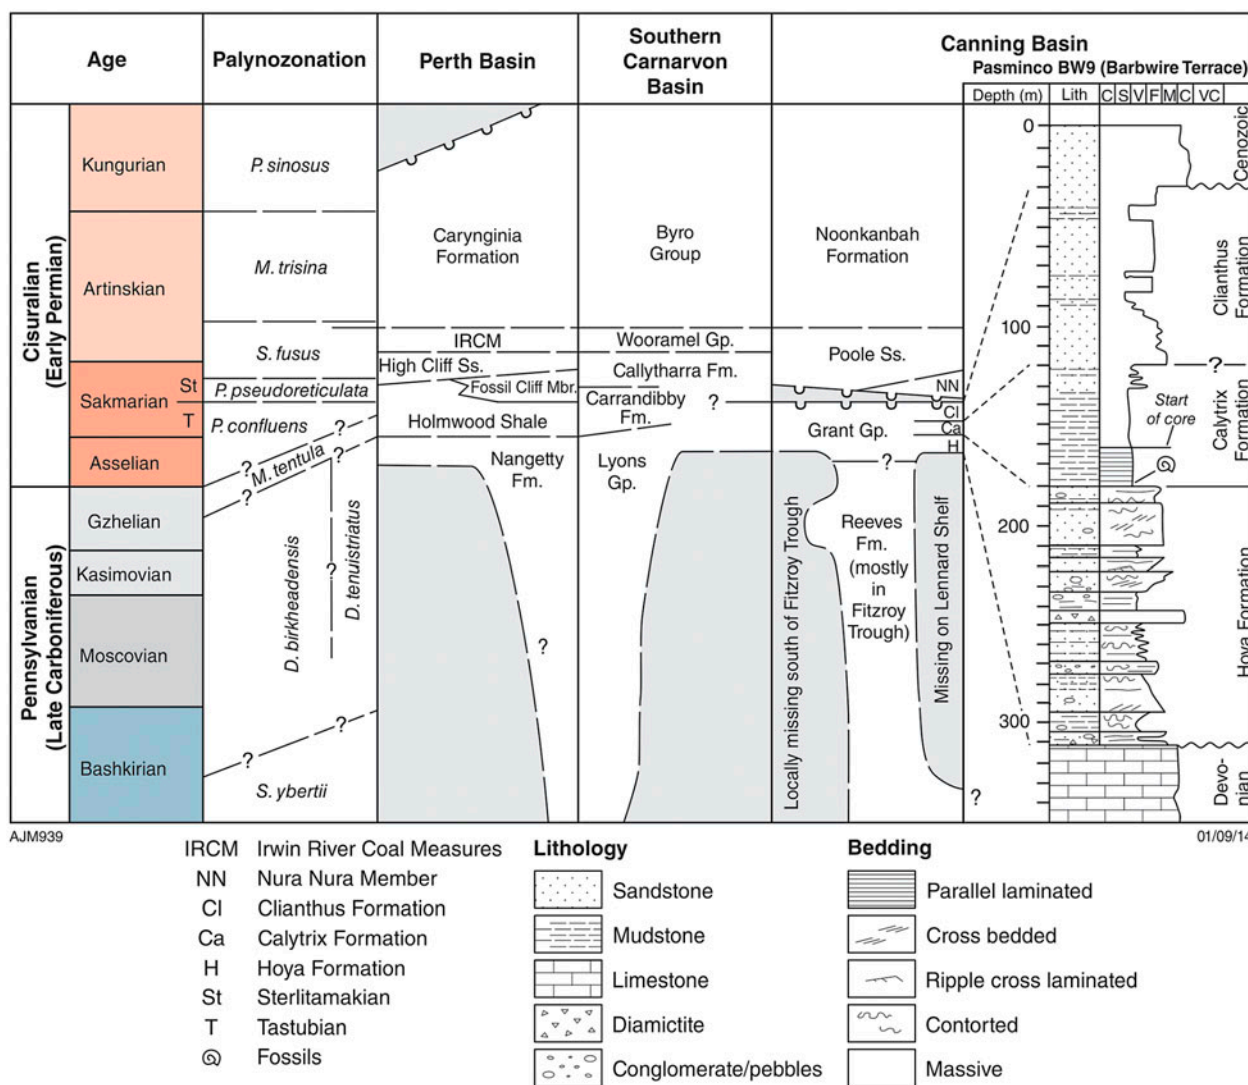 Age
Palynozonation
Perth Basin
Southern
Carnarvon
Basin
Canning Basin
Pasminco BW9 (Barbwire Terrace)
Depth (m)
Lith
C S V F M C VC
Cisuralian
(Early Permian)
Pennsylvanian
(Late Carboniferous)
Kungurian
Artinskian
Sakmarian
St
T
Asselian
Gzhelian
Kasimovian
Moscovian
Bashkirian
P. sinosus
M. trisina
S. fusus
P. pseudoreticulata
P. confluens
?
M. tentula
?
?
?
D. birkheadensis
?
D. tenuistriatus
?
?
S. ybertii
Carynginia
Formation
IRCM
High Cliff Ss.
Fossil Cliff Mbr.
Holmwood Shale
Nangetty
Fm.
?
Byro
Group
Wooramel Gp.
Callytharra Fm.
Carrandibby
Fm.
?
Lyons
Gp.
?
Noonkanbah
Formation
Poole Ss.
NN
Cl
Ca
H
Grant Gp.
?
Locally missing south of Fitzroy Trough
Reeves
Fm.
(mostly
in
Fitzroy
Trough)
Missing on Lennard Shelf
?
0
100
200
300
Start
of core
?
Cenozoic
Clianthus
Formation
Calytrix
Formation
Hoya Formation
Devo-
nian
AJM939
01/09/14
IRCM Irwin River Coal Measures
NN Nura Nura Member
Cl Clianthus Formation
Ca Calytrix Formation
H Hoya Formation
St Sterlitamakian
T Tastubian
Fossils
Lithology
Sandstone
Mudstone
Limestone
Diamictite
Conglomerate/pebbles
Bedding
Parallel laminated
Cross bedded
Ripple cross laminated
Contorted
Massive